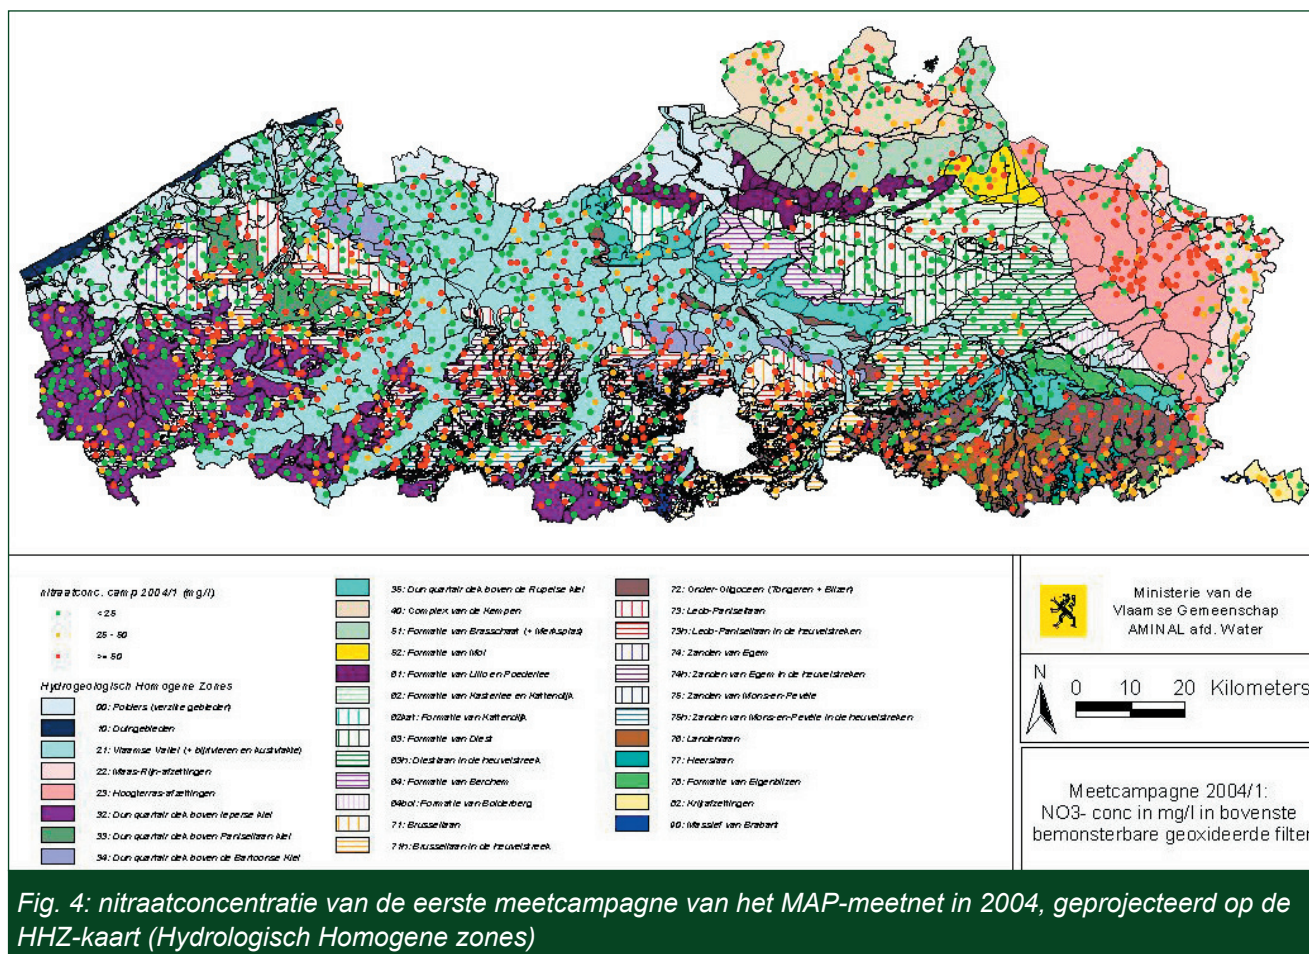 nitraatconc. camp 2004/1 (mg/l)
< 25
25 - 50
>= 50
Hydrogeologisch Homogene Zones
00: Polders (verzilte gebieden)
10: Duingebieden
21: Vlaamse Vallei (+ bijrivieren en kustvlakte)
22: Maas-Rijn-afzettingen
23: Hoogterras-afzettingen
32: Dun quartair dek boven Ieperse klei
33: Dun quartair dek boven Paniseliaan klei
34: Dun quartair dek boven de Bartoonse Klei
35: Dun quartair dek boven de Rupelse klei
40: Complex van de Kempen
51: Formatie van Brasschaat (+ Merksplas)
52: Formatie van Mol
61: Formatie van Lillo en Poederlee
62: Formatie van Kasterlee en Kattendijk
62kat: Formatie van Kattendijk
63: Formatie van Diest
63h: Diestiaan in de heuvelstreek
64: Formatie van Berchem
64bol: Formatie van Bolderberg
71: Brusseliaan
71h: Brusseliaan in de heuvelstreek
72: Onder-Oligoceen (Tongeren + Bilzen)
73: Ledo-Paniseliaan
73h: Ledo-Paniseliaan in de heuvelstreken
74: Zanden van Egem
74h: Zanden van Egem in de heuvelstreken
75: Zanden van Mons-en-Pevèle
75h: Zanden van Mons-en-Pevèle in de heuvelstreken
76: Landeniaan
77: Heersiaan
78: Formatie van Eigenbilzen
82: Krijtafzettingen
90: Massief van Brabant
Ministerie van de
Vlaamse Gemeenschap
AMINAL afd. Water
N
0 10 20 Kilometers
Meetcampagne 2004/1:
NO3- conc in mg/l in bovenste
bemonsterbare geoxideerde filter
Fig. 4: nitraatconcentratie van de eerste meetcampagne van het MAP-meetnet in 2004, geprojecteerd op de
HHZ-kaart (Hydrologisch Homogene zones)